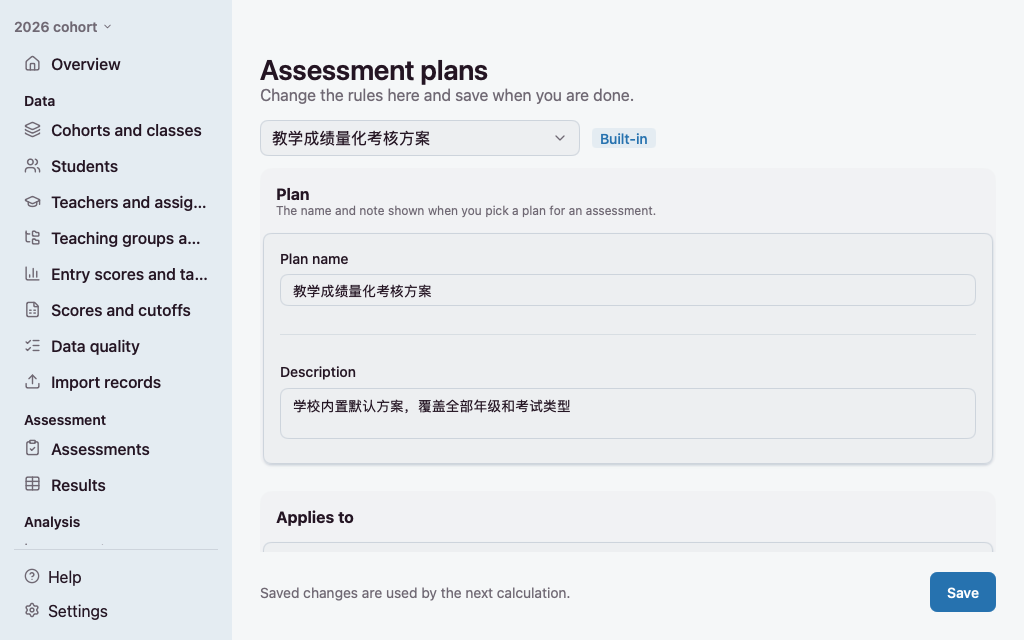 2026 cohort
Overview
Data
Cohorts and classes
Students
Teachers and assig...
Teaching groups a...
Entry scores and ta...
Scores and cutoffs
Data quality
Import records
Assessment
Assessments
Results
Analysis
Help
Settings
Assessment plans
Change the rules here and save when you are done.
教学成绩量化考核方案
Built-in
Plan
The name and note shown when you pick a plan for an assessment.
Plan name
教学成绩量化考核方案
Description
学校内置默认方案，覆盖全部年级和考试类型
Applies to
Saved changes are used by the next calculation.
Save